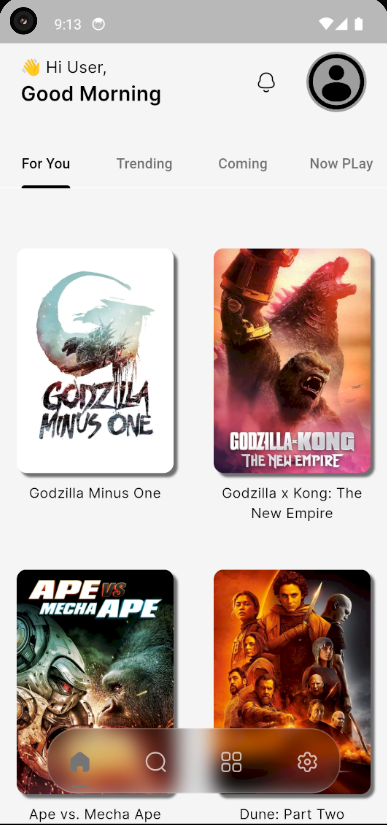 9:13
👋 Hi User,
Good Morning
For You
Trending
Coming
Now PLay
GODZILLA
MINUS ONE
GODZILLA x KONG
THE NEW EMPIRE
Godzilla Minus One
Godzilla x Kong: The
New Empire
APE VS
MECHA APE
Ape vs. Mecha Ape
Dune: Part Two